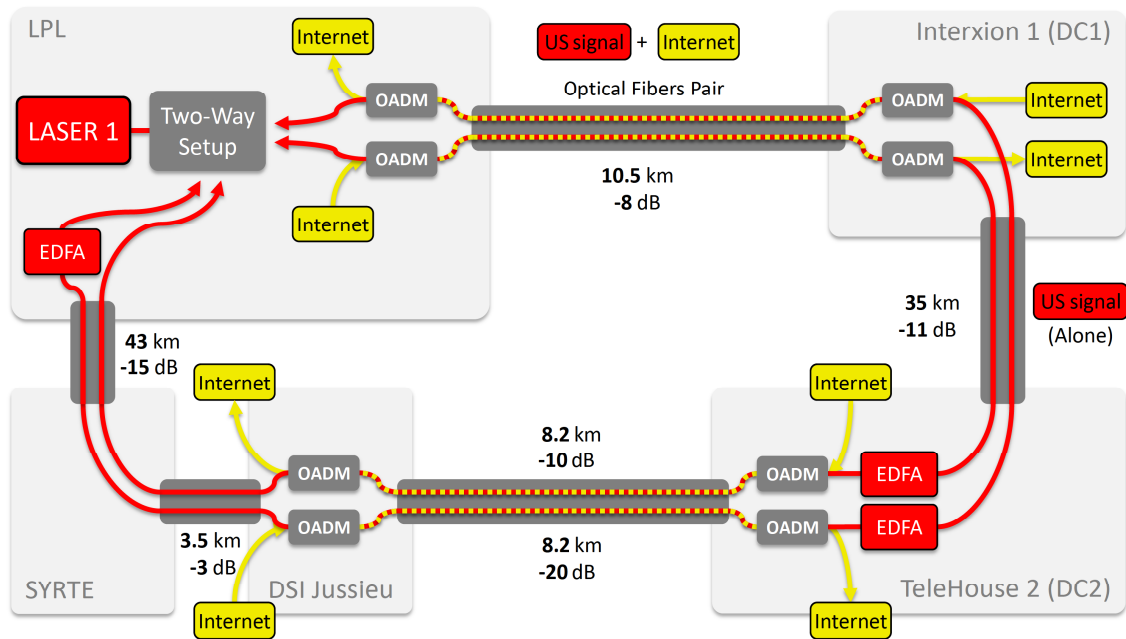 LPL
Internet
US signal
+
Internet
Interxion 1 (DC1)
Optical Fibers Pair
LASER 1
Two-Way
Setup
OADM
OADM
OADM
OADM
Internet
Internet
Internet
10.5 km
-8 dB
EDFA
43 km
-15 dB
35 km
-11 dB
US signal
(Alone)
Internet
Internet
8.2 km
-10 dB
OADM
OADM
EDFA
OADM
OADM
EDFA
3.5 km
-3 dB
8.2 km
-20 dB
SYRTE
DSI Jussieu
TeleHouse 2 (DC2)
Internet
Internet